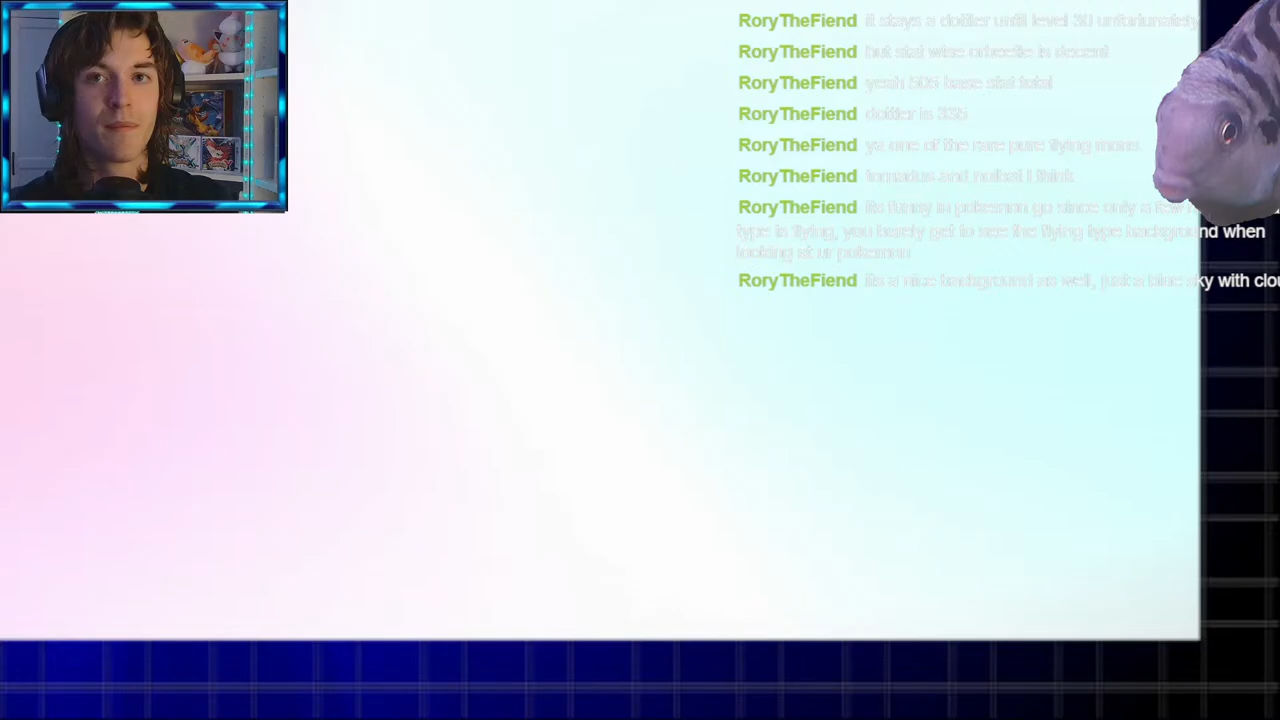 RoryTheFiend it stays a dottler until level 30 unfortunately
RoryTheFiend but stat wise orbeetle is decent
RoryTheFiend yeah 505 base stat total
RoryTheFiend dottler is 335
RoryTheFiend ya one of the rare pure flying mons
RoryTheFiend tornadus and noibat I think
RoryTheFiend its funny in pokemon go since only a few
type is flying, you barely get to see the flying type background when
looking at ur pokemon
RoryTheFiend its a nice background as well, just a blue sky with clou